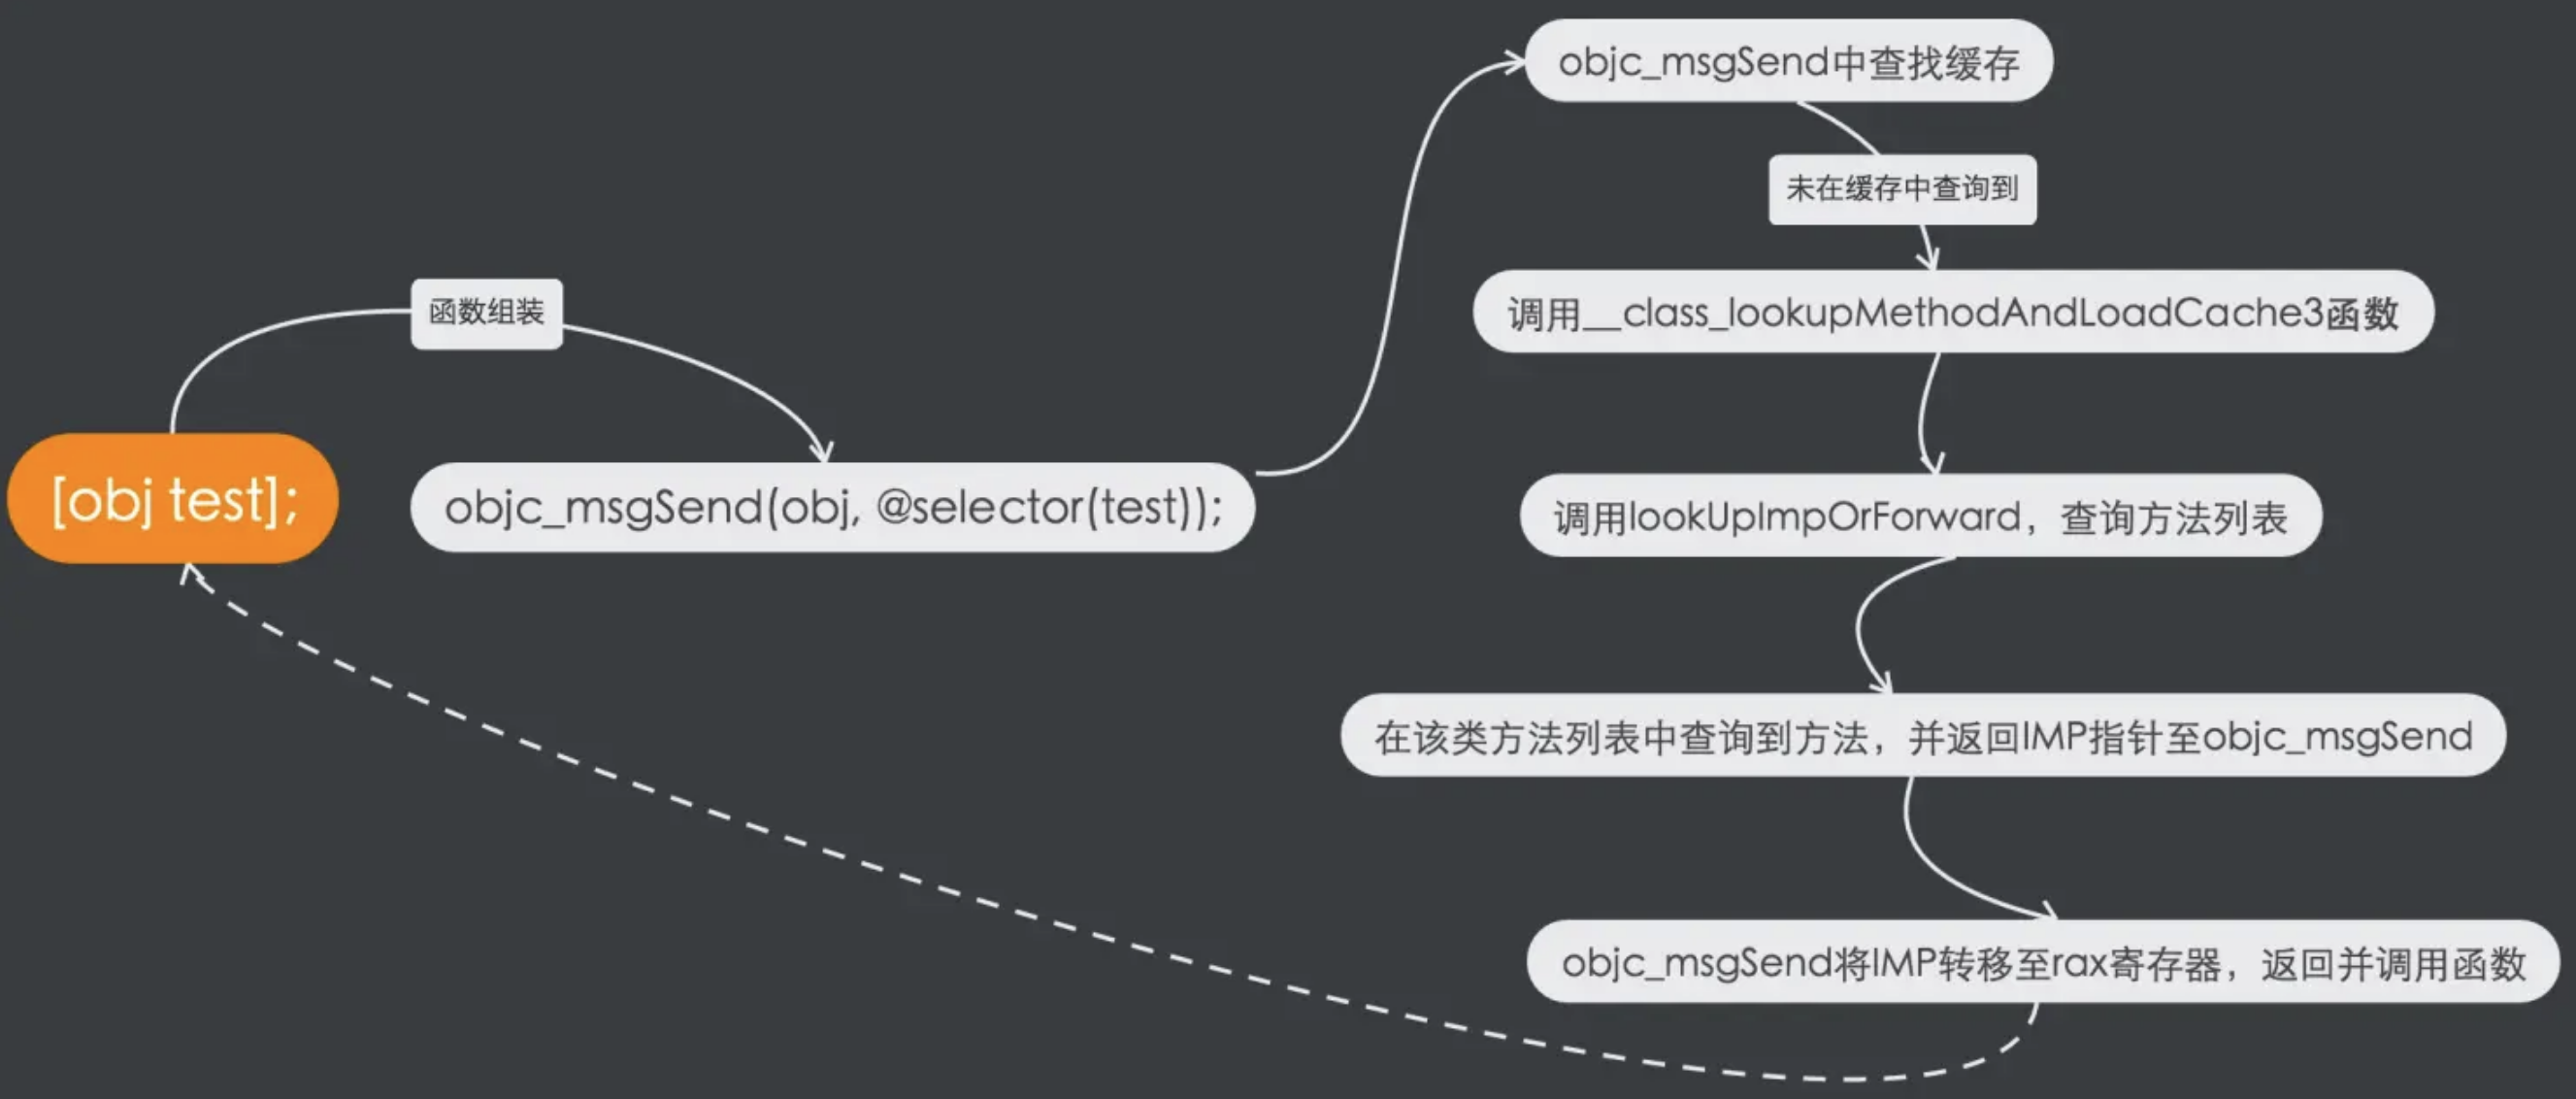 [obj test];
函数组装
objc_msgSend(obj, @selector(test));
objc_msgSend中查找缓存
未在缓存中查询到
调用__class_lookupMethodAndLoadCache3函数
调用lookUpImpOrForward，查询方法列表
在该类方法列表中查询到方法，并返回IMP指针至objc_msgSend
objc_msgSend将IMP转移至rax寄存器，返回并调用函数